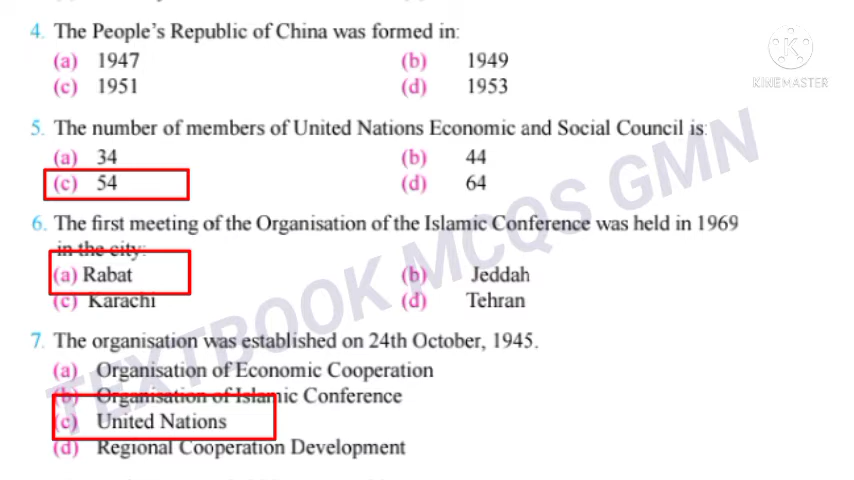 4. The People's Republic of China was formed in:
(a) 1947 (b) 1949
(c) 1951 (d) 1953
KINEMASTER
5. The number of members of United Nations Economic and Social Council is:
(a) 34 (b) 44
(c) 54 (d) 64
6. The first meeting of the Organisation of the Islamic Conference was held in 1969
in the city:
(a) Rabat (b) Jeddah
(c) Karachi (d) Tehran
7. The organisation was established on 24th October, 1945.
(a) Organisation of Economic Cooperation
(b) Organisation of Islamic Conference
(c) United Nations
(d) Regional Cooperation Development
TEXTBOOK MCQS GMN